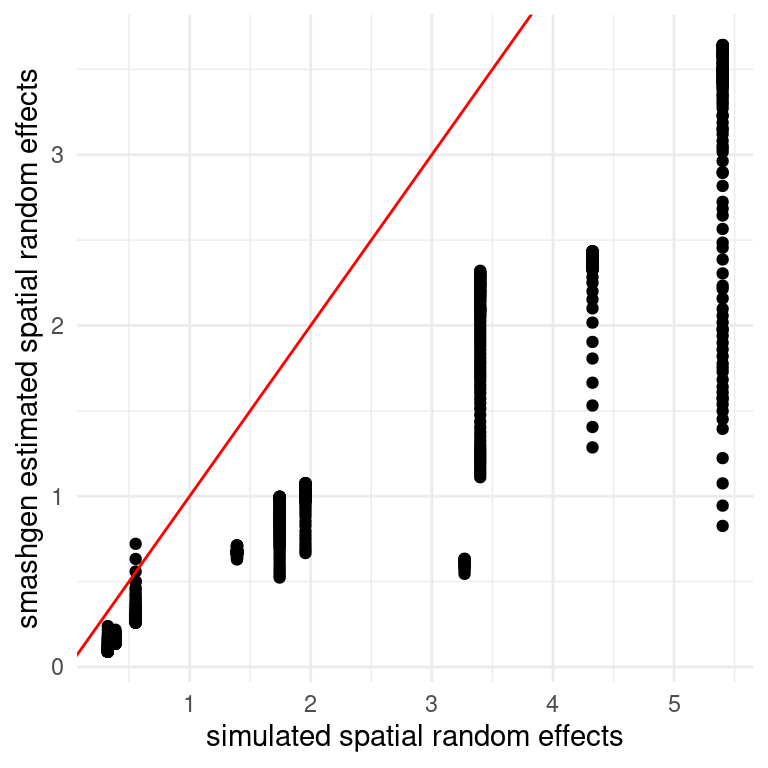 smashgen estimated spatial random effects
3
2
1
0
1 2 3 4 5
simulated spatial random effects